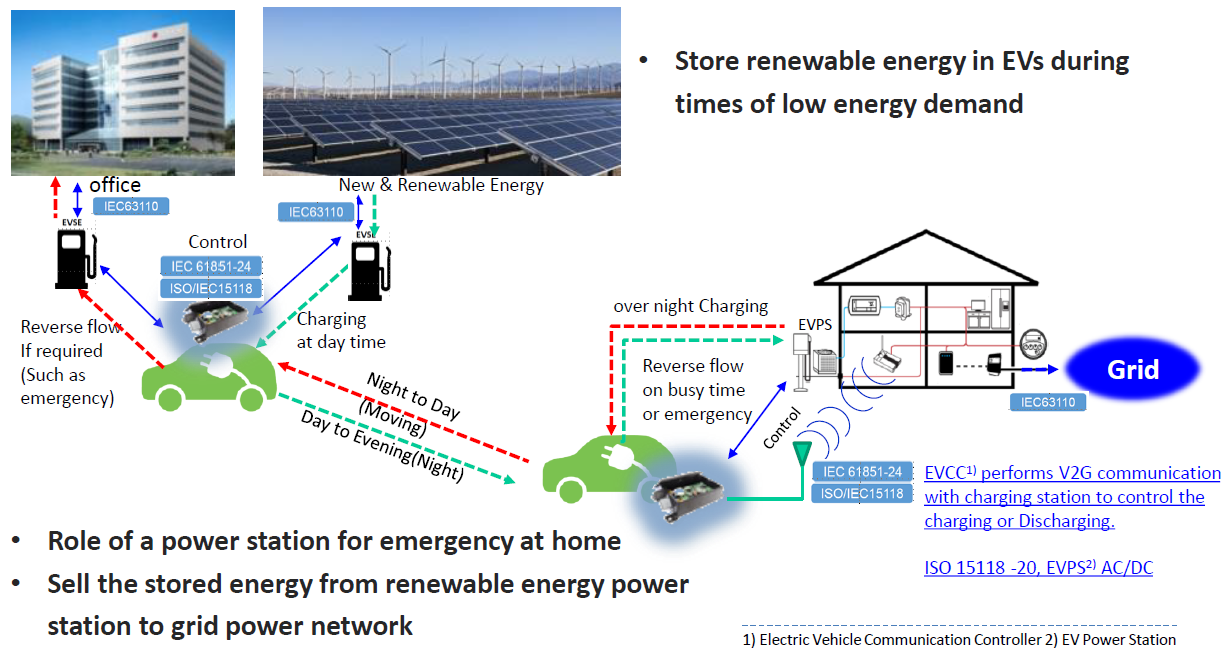 • Store renewable energy in EVs during
times of low energy demand
office
New & Renewable Energy
IEC63110
IEC63110
EVSE
EVSE
Control
IEC 61851-24
ISO/IEC15118
Reverse flow
If required
(Such as
emergency)
Charging
at day time
Night to Day
(Moving)
Day to Evening(Night)
over night Charging
EVPS
Reverse flow
on busy time
or emergency
Control
Grid
IEC63110
IEC 61851-24
ISO/IEC15118
EVCC1) performs V2G communication
with charging station to control the
charging or Discharging.
ISO 15118 -20, EVPS2) AC/DC
• Role of a power station for emergency at home
• Sell the stored energy from renewable energy power
station to grid power network
1) Electric Vehicle Communication Controller 2) EV Power Station